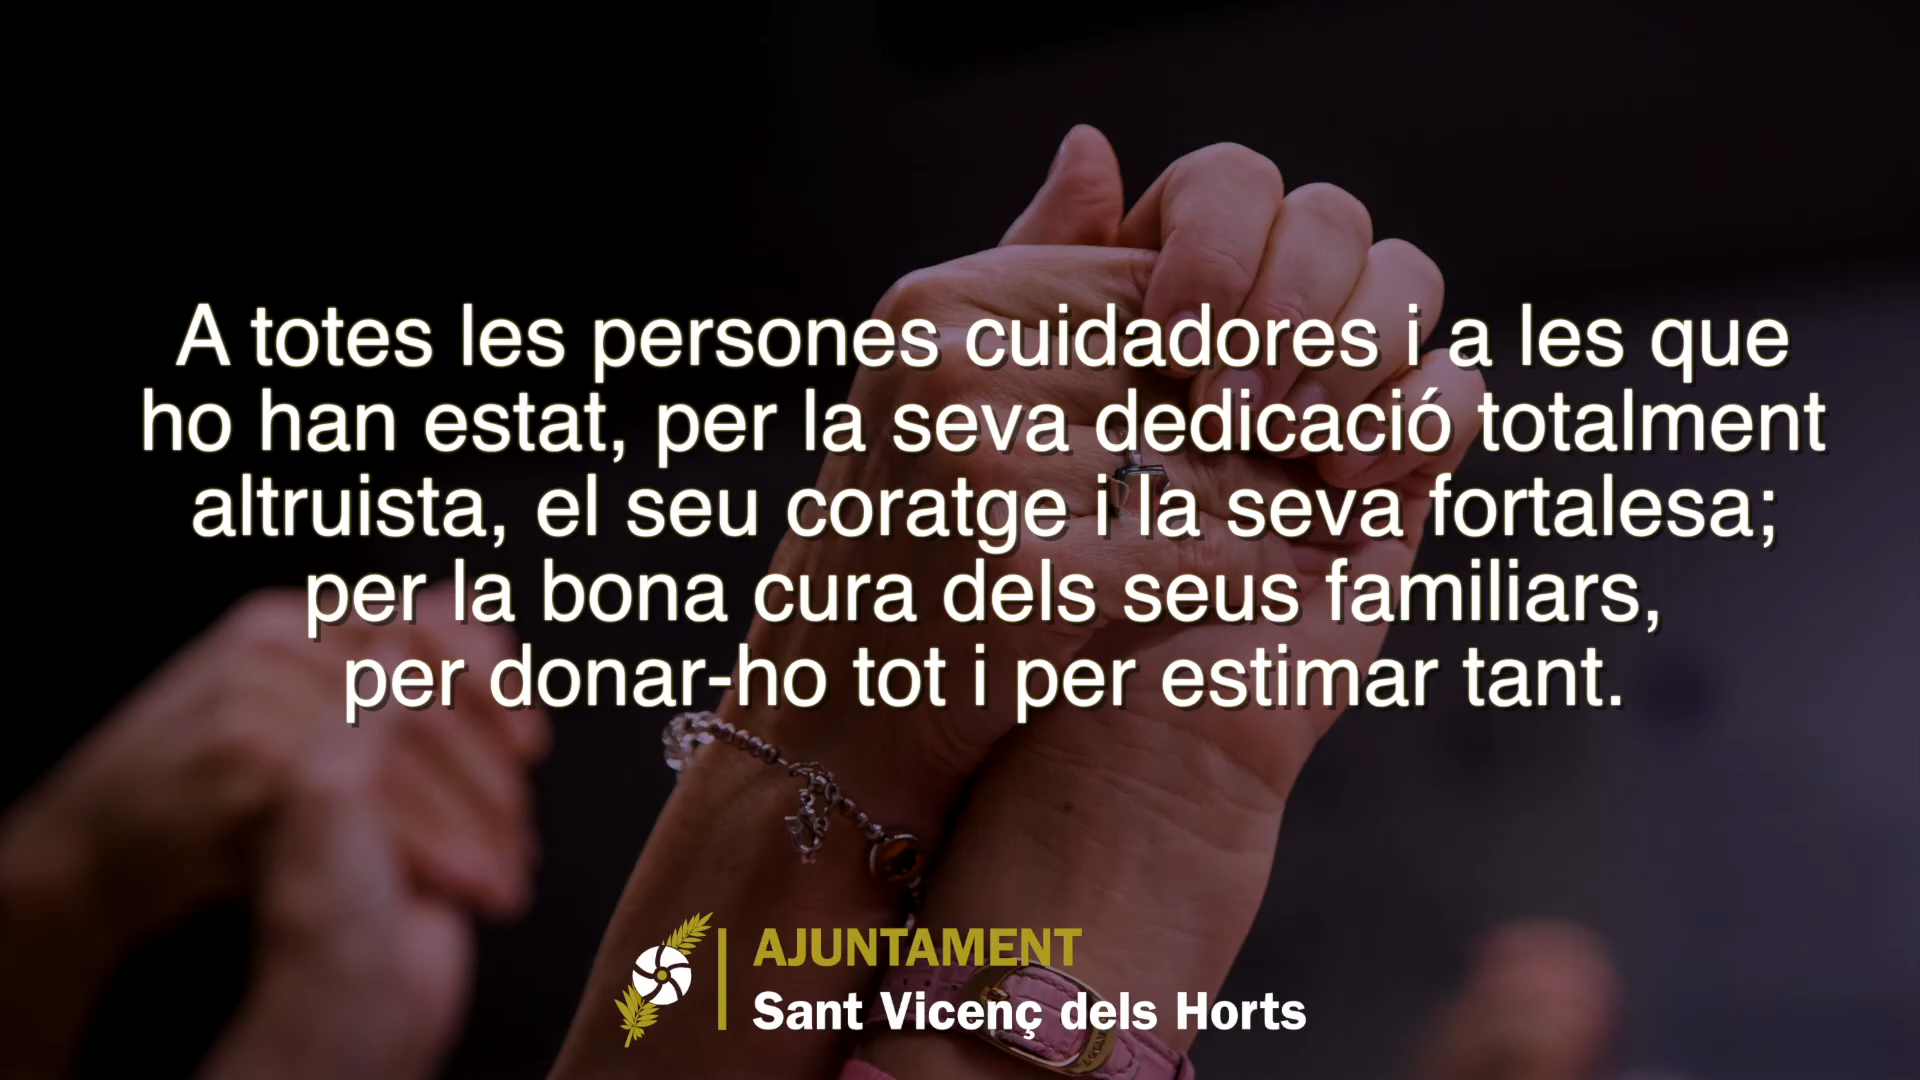 A totes les persones cuidadores i a les que
ho han estat, per la seva dedicació totalment
altruista, el seu coratge i la seva fortalesa;
per la bona cura dels seus familiars,
per donar-ho tot i per estimar tant.
AJUNTAMENT
Sant Vicenç dels Horts